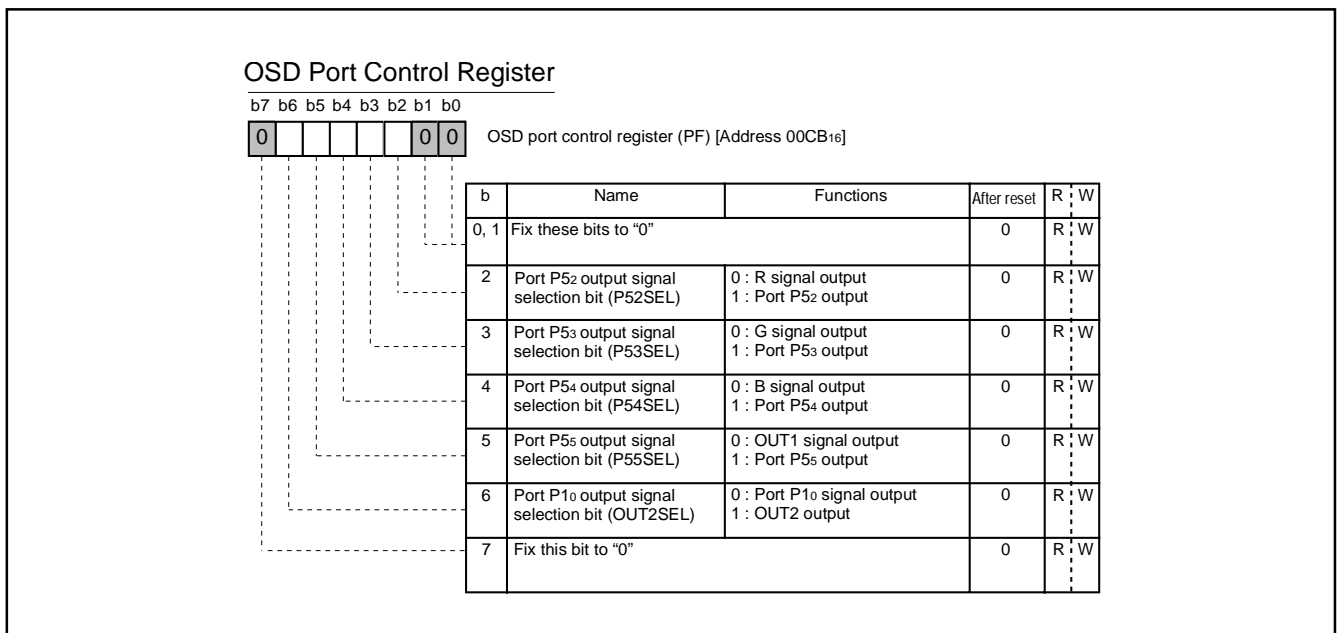 OSD Port Control Register
b7 b6 b5 b4 b3 b2 b1 b0
0 0 0 OSD port control register (PF) [Address 00CB16]
b Name Functions After reset R W
0, 1 Fix these bits to “0” 0 R W
2 Port P52 output signal selection bit (P52SEL) 0 : R signal output 1 : Port P52 output 0 R W
3 Port P53 output signal selection bit (P53SEL) 0 : G signal output 1 : Port P53 output 0 R W
4 Port P54 output signal selection bit (P54SEL) 0 : B signal output 1 : Port P54 output 0 R W
5 Port P55 output signal selection bit (P55SEL) 0 : OUT1 signal output 1 : Port P55 output 0 R W
6 Port P10 output signal selection bit (OUT2SEL) 0 : Port P10 signal output 1 : OUT2 output 0 R W
7 Fix this bit to “0” 0 R W